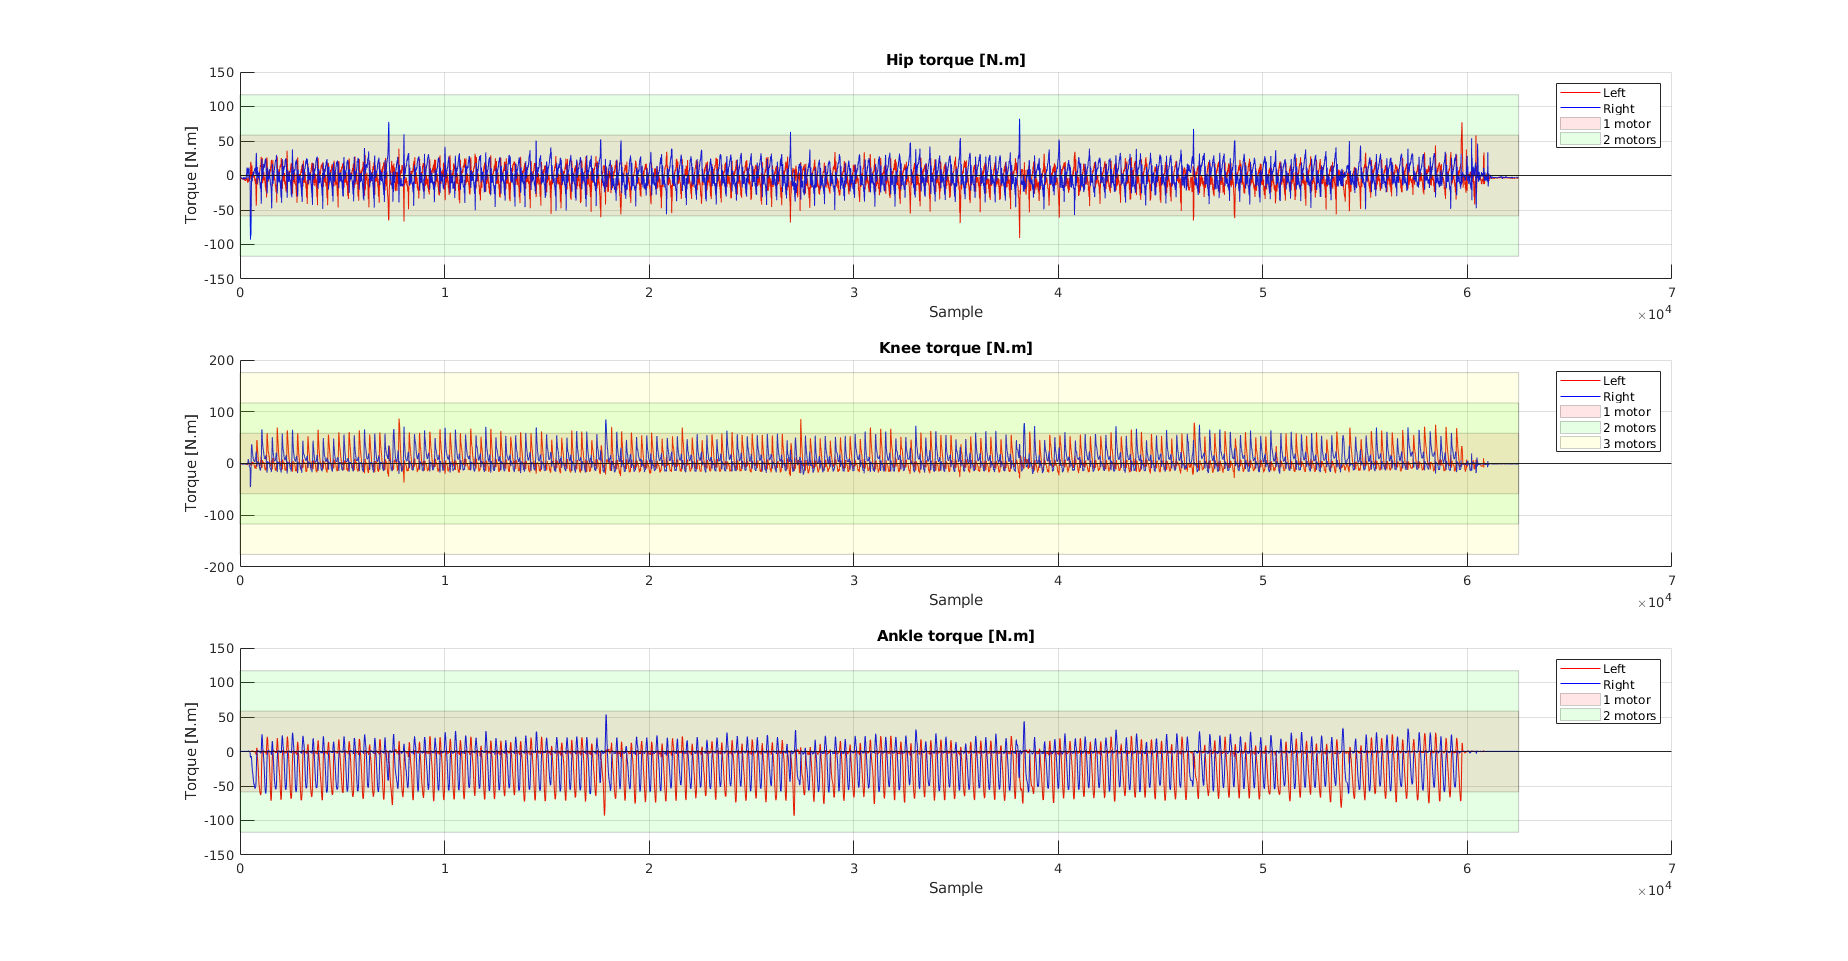 Hip torque [N.m]
150
100
50
0
-50
-100
-150
Torque [N.m]
0 1 2 3 4 5 6 7
Sample
×10^4
Left
Right
1 motor
2 motors
Knee torque [N.m]
200
100
0
-100
-200
Torque [N.m]
0 1 2 3 4 5 6 7
Sample
×10^4
Left
Right
1 motor
2 motors
3 motors
Ankle torque [N.m]
150
100
50
0
-50
-100
-150
Torque [N.m]
0 1 2 3 4 5 6 7
Sample
×10^4
Left
Right
1 motor
2 motors